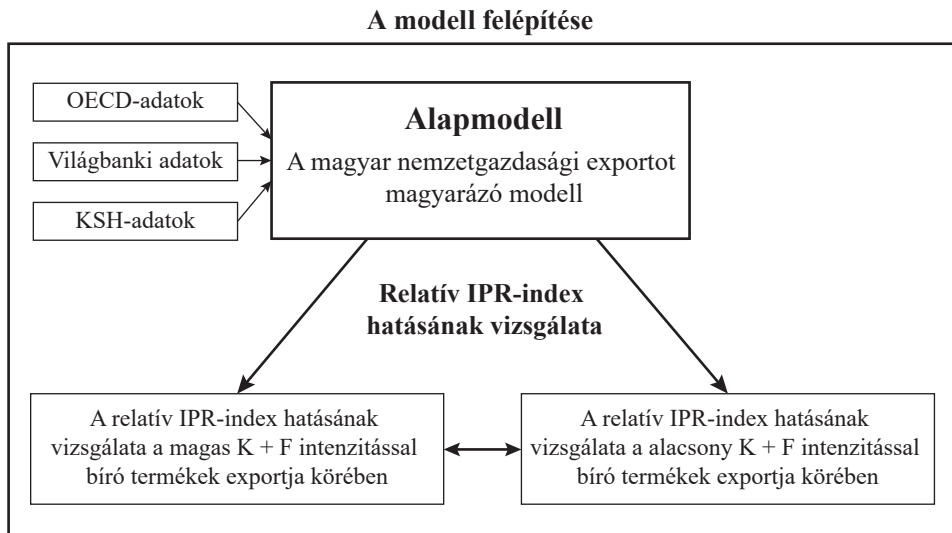 A modell felépítése
OECD-adatok
Világbanki adatok
KSH-adatok
Alapmodell
A magyar nemzetgazdasági exportot
magyarázó modell
Relatív IPR-index
hatásának vizsgálata
A relatív IPR-index hatásának
vizsgálata a magas K + F intenzitással
bíró termékek exportja körében
A relatív IPR-index hatásának
vizsgálata a alacsony K + F intenzitással
bíró termékek exportja körében